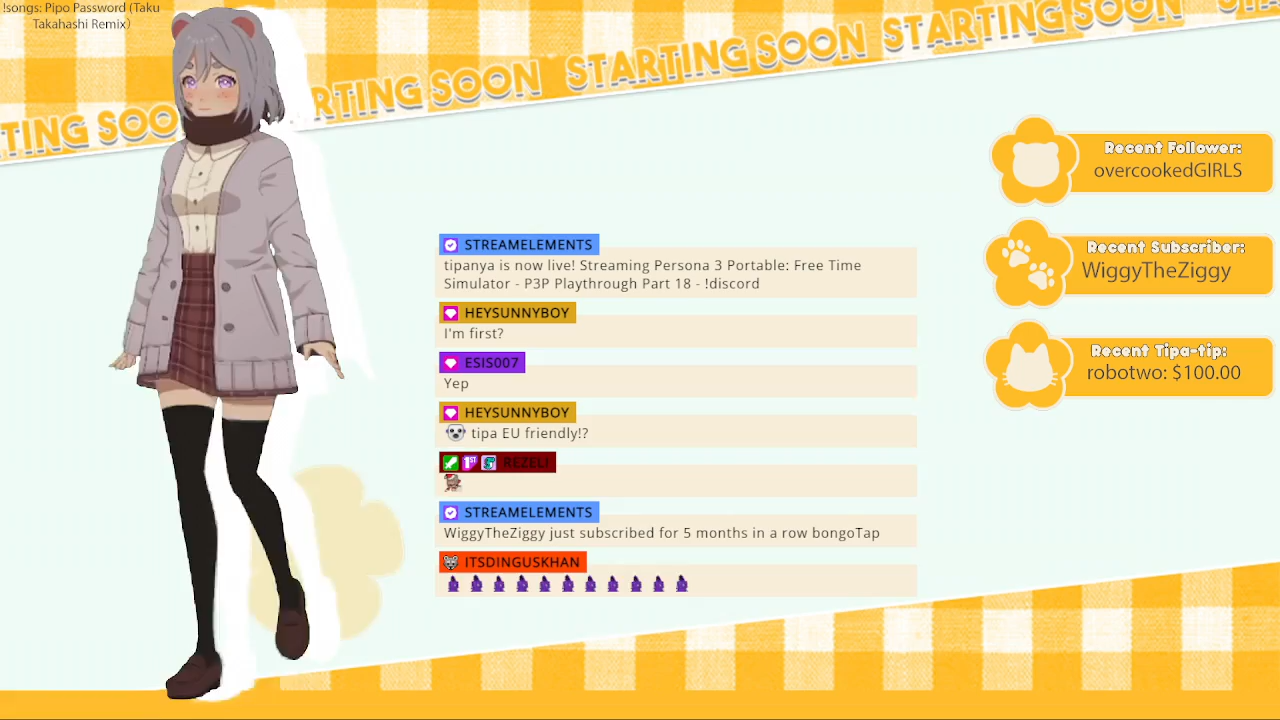 !songs: Pipo Password (Taku
Takahashi Remix)
TING SOON
RTING SOON
STARTING SOON
STARTING SOON
STA
STREAMELEMENTS
tipanya is now live! Streaming Persona 3 Portable: Free Time
Simulator - P3P Playthrough Part 18 - !discord
HEYSUNNYBOY
I'm first?
ESIS007
Yep
HEYSUNNYBOY
tipa EU friendly!?
1ST REZELI
STREAMELEMENTS
WiggyTheZiggy just subscribed for 5 months in a row bongoTap
ITSDINGUSKHAN
Recent Follower:
overcookedGIRLS
Recent Subscriber:
WiggyTheZiggy
Recent Tipa-tip:
robotwo: $100.00